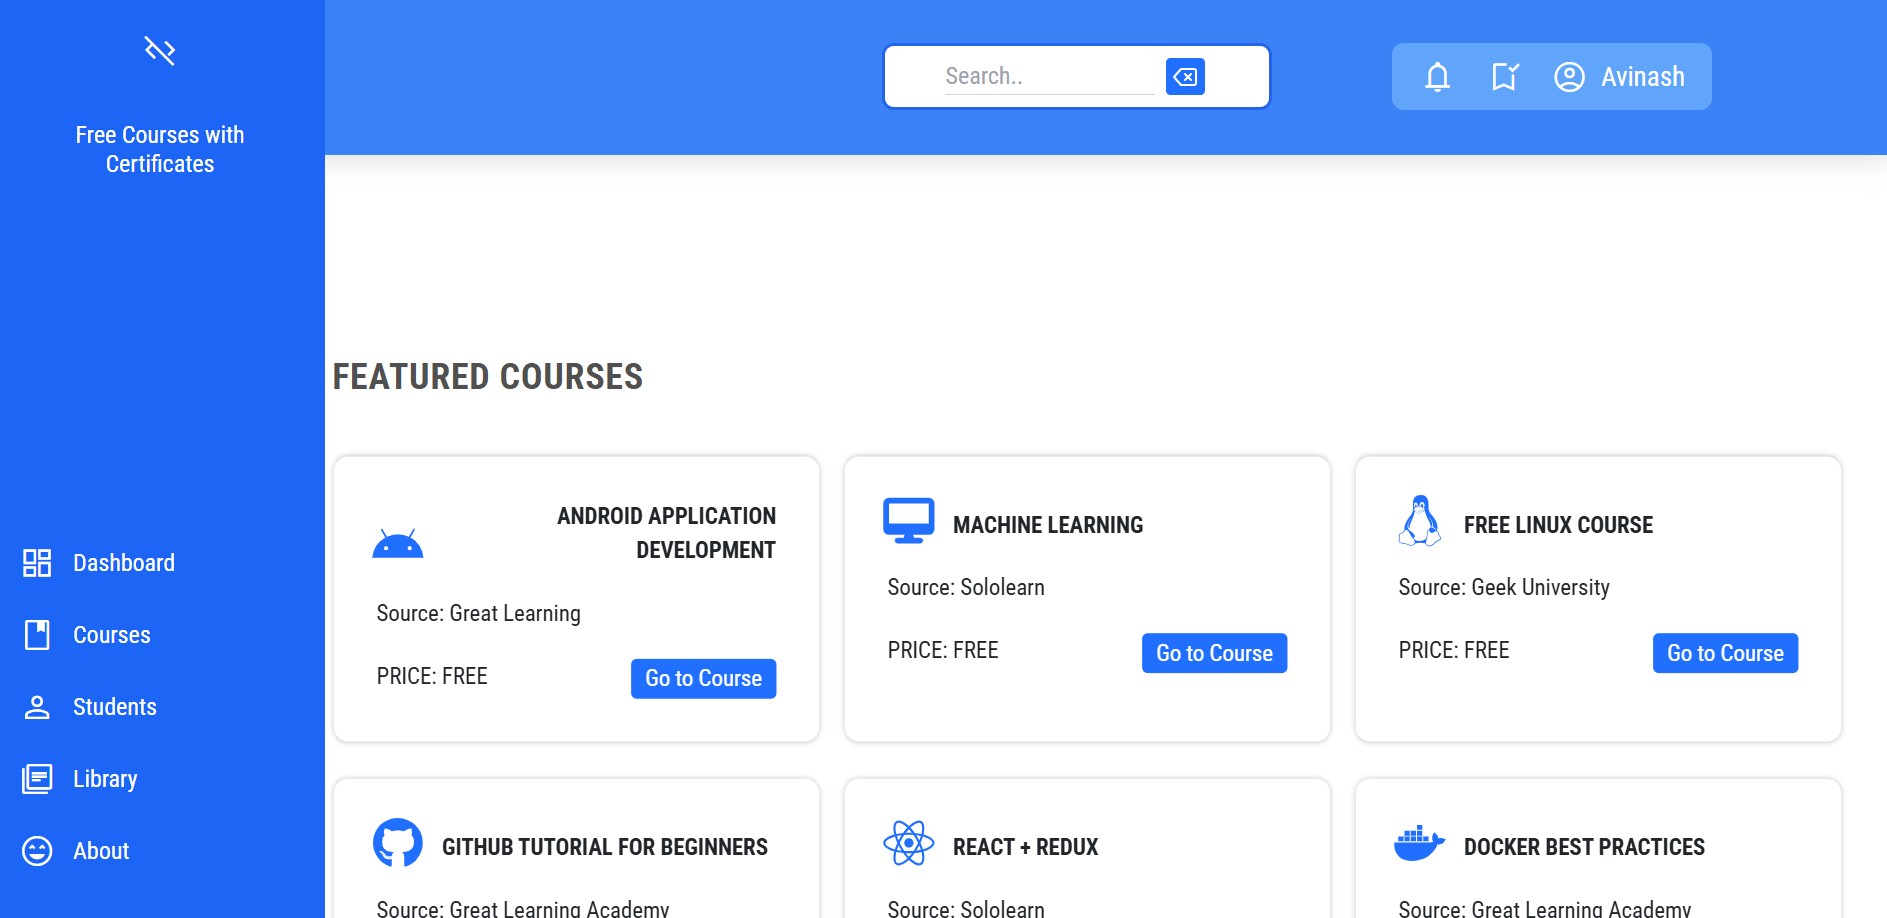 Free Courses with
Certificates
Dashboard
Courses
Students
Library
About
Search..
Avinash
FEATURED COURSES
ANDROID APPLICATION
DEVELOPMENT
Source: Great Learning
PRICE: FREE
Go to Course
MACHINE LEARNING
Source: Sololearn
PRICE: FREE
Go to Course
FREE LINUX COURSE
Source: Geek University
PRICE: FREE
Go to Course
GITHUB TUTORIAL FOR BEGINNERS
Source: Great Learning Academy
REACT + REDUX
Source: Sololearn
DOCKER BEST PRACTICES
Source: Great Learning Academy